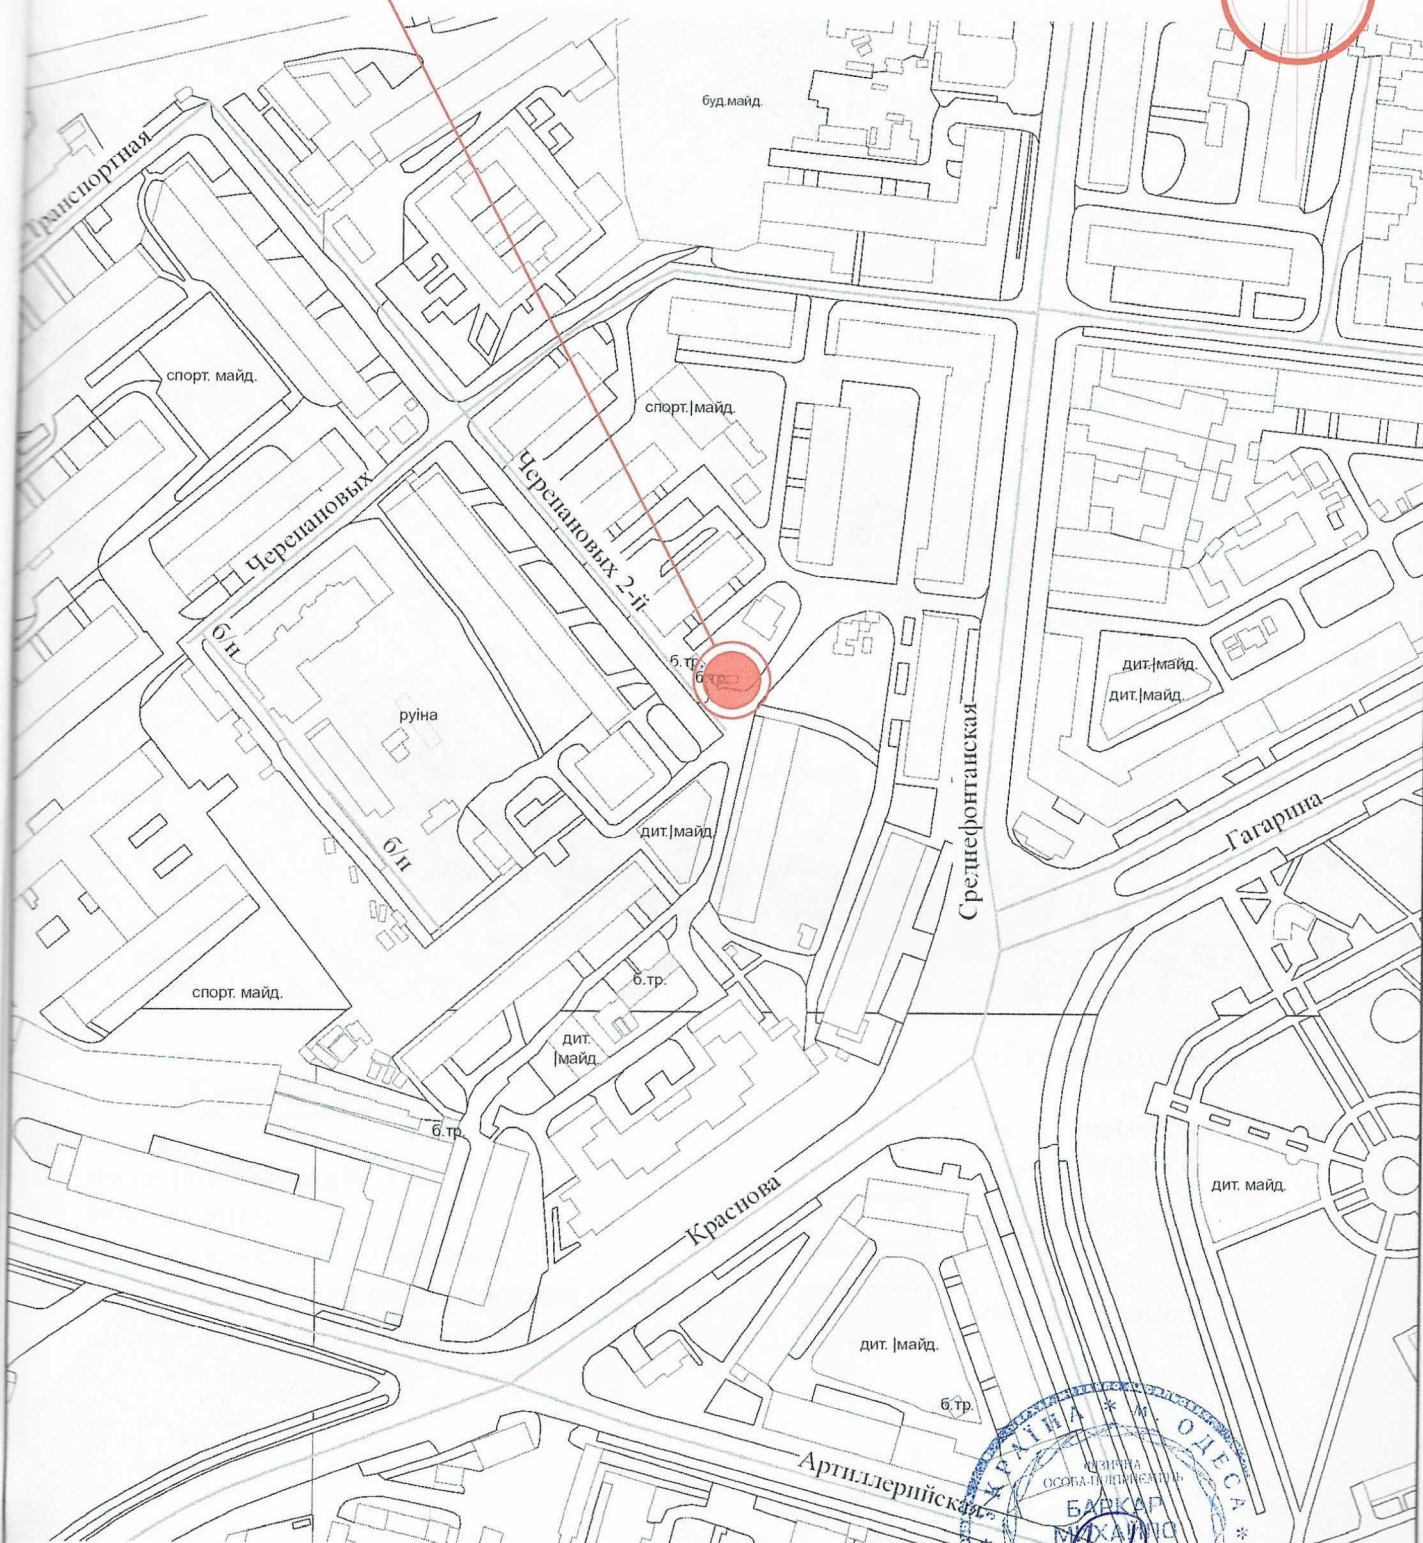 буд.майд.
Транспортная
спорт. майд.
спорт.|майд.
Черепановых
Черепановых 2-й
б/н
б.тр.
б.тр.
дит.|майд.
дит.|майд.
руіна
Среднефонтанская
Гагарина
дит.|майд.
б/н
б.тр.
спорт. майд.
дит.
|майд.
б.тр.
дит. майд.
Краснова
дит. |майд.
б.тр.
Артиллерийская
УКРАЇНА * м. ОДЕСА *
ФІЗИЧНА
ОСОБА-ПІДПРИЄМЕЦЬ
БАРКАР
МИХАЙЛО